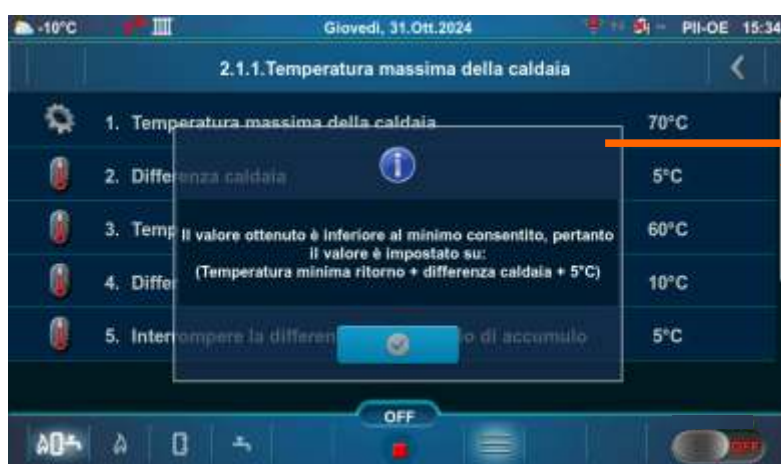 -10°C Giovedì, 31.Ott.2024 PII-OE 15:34
2.1.1.Temperatura massima della caldaia
1. Temperatura massima della caldaia 70°C
2. Differenza caldaia 5°C
3. Temp 60°C
Il valore ottenuto è inferiore al minimo consentito, pertanto
il valore è impostato su:
(Temperatura minima ritorno + differenza caldaia + 5°C)
4. Diffe 10°C
5. Interrompere la differen io di accumulo 5°C
OFF
OFF